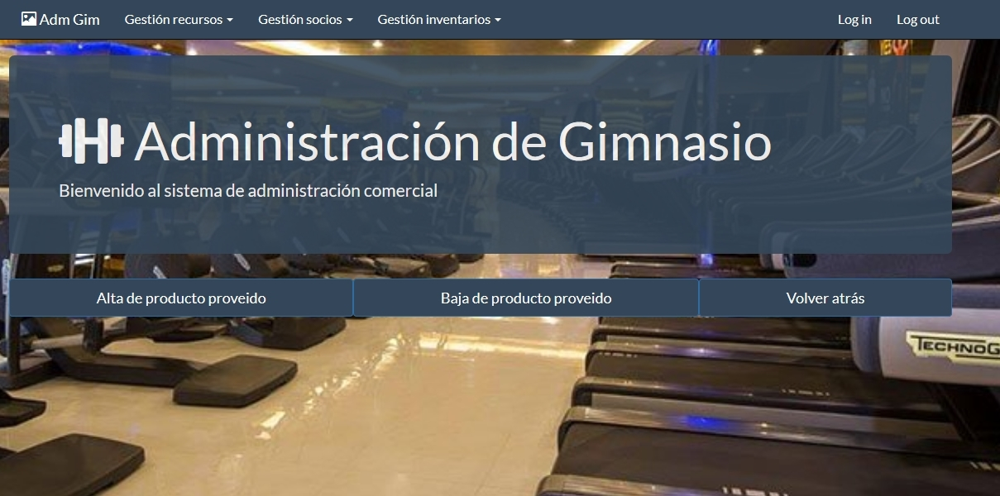 Adm Gim Gestión recursos Gestión socios Gestión inventarios Log in Log out
Administración de Gimnasio
Bienvenido al sistema de administración comercial
Alta de producto proveido Baja de producto proveido Volver atrás
TECHNOG